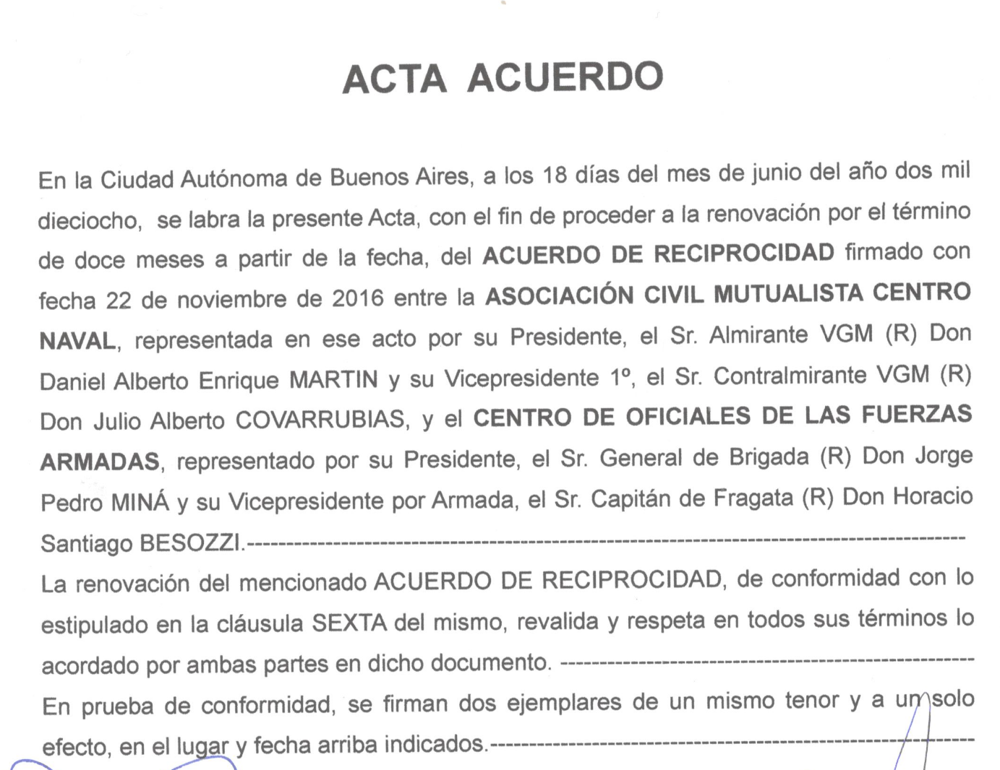 ACTA ACUERDO
En la Ciudad Autónoma de Buenos Aires, a los 18 días del mes de junio del año dos mil
dieciocho, se labra la presente Acta, con el fin de proceder a la renovación por el término
de doce meses a partir de la fecha, del ACUERDO DE RECIPROCIDAD firmado con
fecha 22 de noviembre de 2016 entre la ASOCIACIÓN CIVIL MUTUALISTA CENTRO
NAVAL, representada en ese acto por su Presidente, el Sr. Almirante VGM (R) Don
Daniel Alberto Enrique MARTIN y su Vicepresidente 1º, el Sr. Contralmirante VGM (R)
Don Julio Alberto COVARRUBIAS, y el CENTRO DE OFICIALES DE LAS FUERZAS
ARMADAS, representado por su Presidente, el Sr. General de Brigada (R) Don Jorge
Pedro MINÁ y su Vicepresidente por Armada, el Sr. Capitán de Fragata (R) Don Horacio
Santiago BESOZZI.-----------------------------------------------------------------------------------------------
La renovación del mencionado ACUERDO DE RECIPROCIDAD, de conformidad con lo
estipulado en la cláusula SEXTA del mismo, revalida y respeta en todos sus términos lo
acordado por ambas partes en dicho documento. ------------------------------------------------------
En prueba de conformidad, se firman dos ejemplares de un mismo tenor y a un solo
efecto, en el lugar y fecha arriba indicados.----------------------------------------------------------------